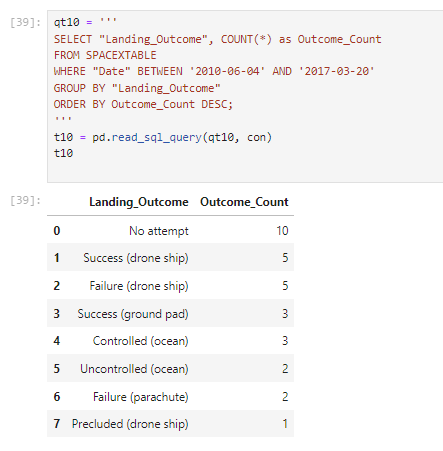 [39]: qt10 = '''
SELECT "Landing_Outcome", COUNT(*) as Outcome_Count
FROM SPACEXTABLE
WHERE "Date" BETWEEN '2010-06-04' AND '2017-03-20'
GROUP BY "Landing_Outcome"
ORDER BY Outcome_Count DESC;
'''
t10 = pd.read_sql_query(qt10, con)
t10
[39]: Landing_Outcome Outcome_Count
0 No attempt 10
1 Success (drone ship) 5
2 Failure (drone ship) 5
3 Success (ground pad) 3
4 Controlled (ocean) 3
5 Uncontrolled (ocean) 2
6 Failure (parachute) 2
7 Precluded (drone ship) 1